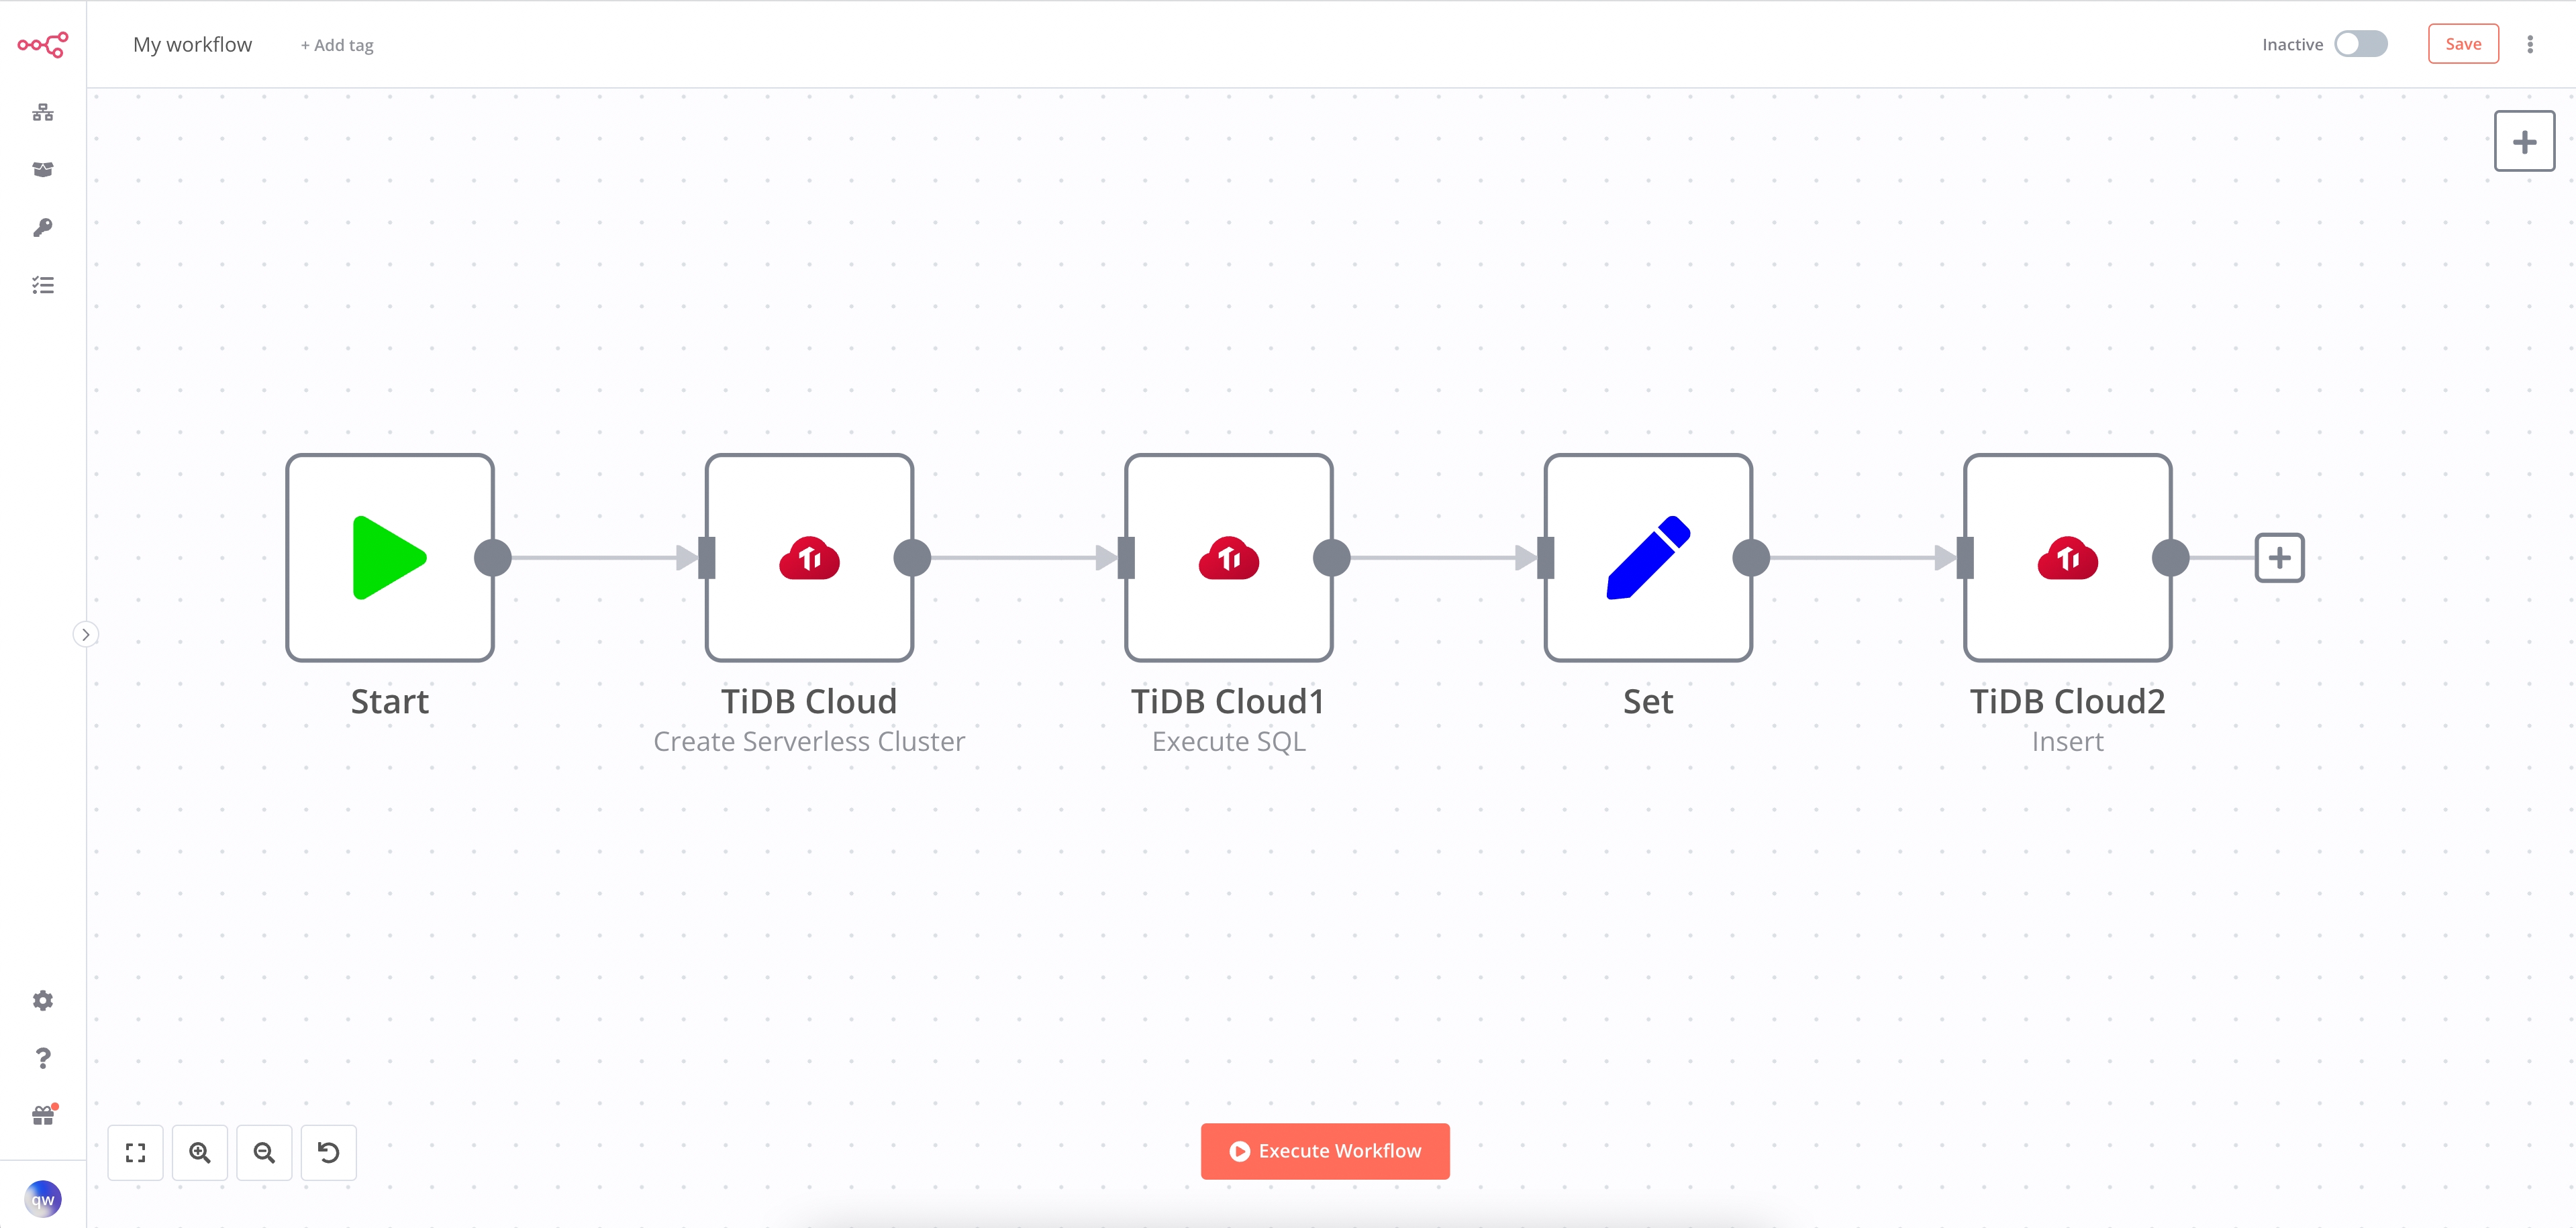 My workflow
+ Add tag
Inactive
Save
Start
TiDB Cloud
Create Serverless Cluster
TiDB Cloud1
Execute SQL
Set
TiDB Cloud2
Insert
Execute Workflow
qw